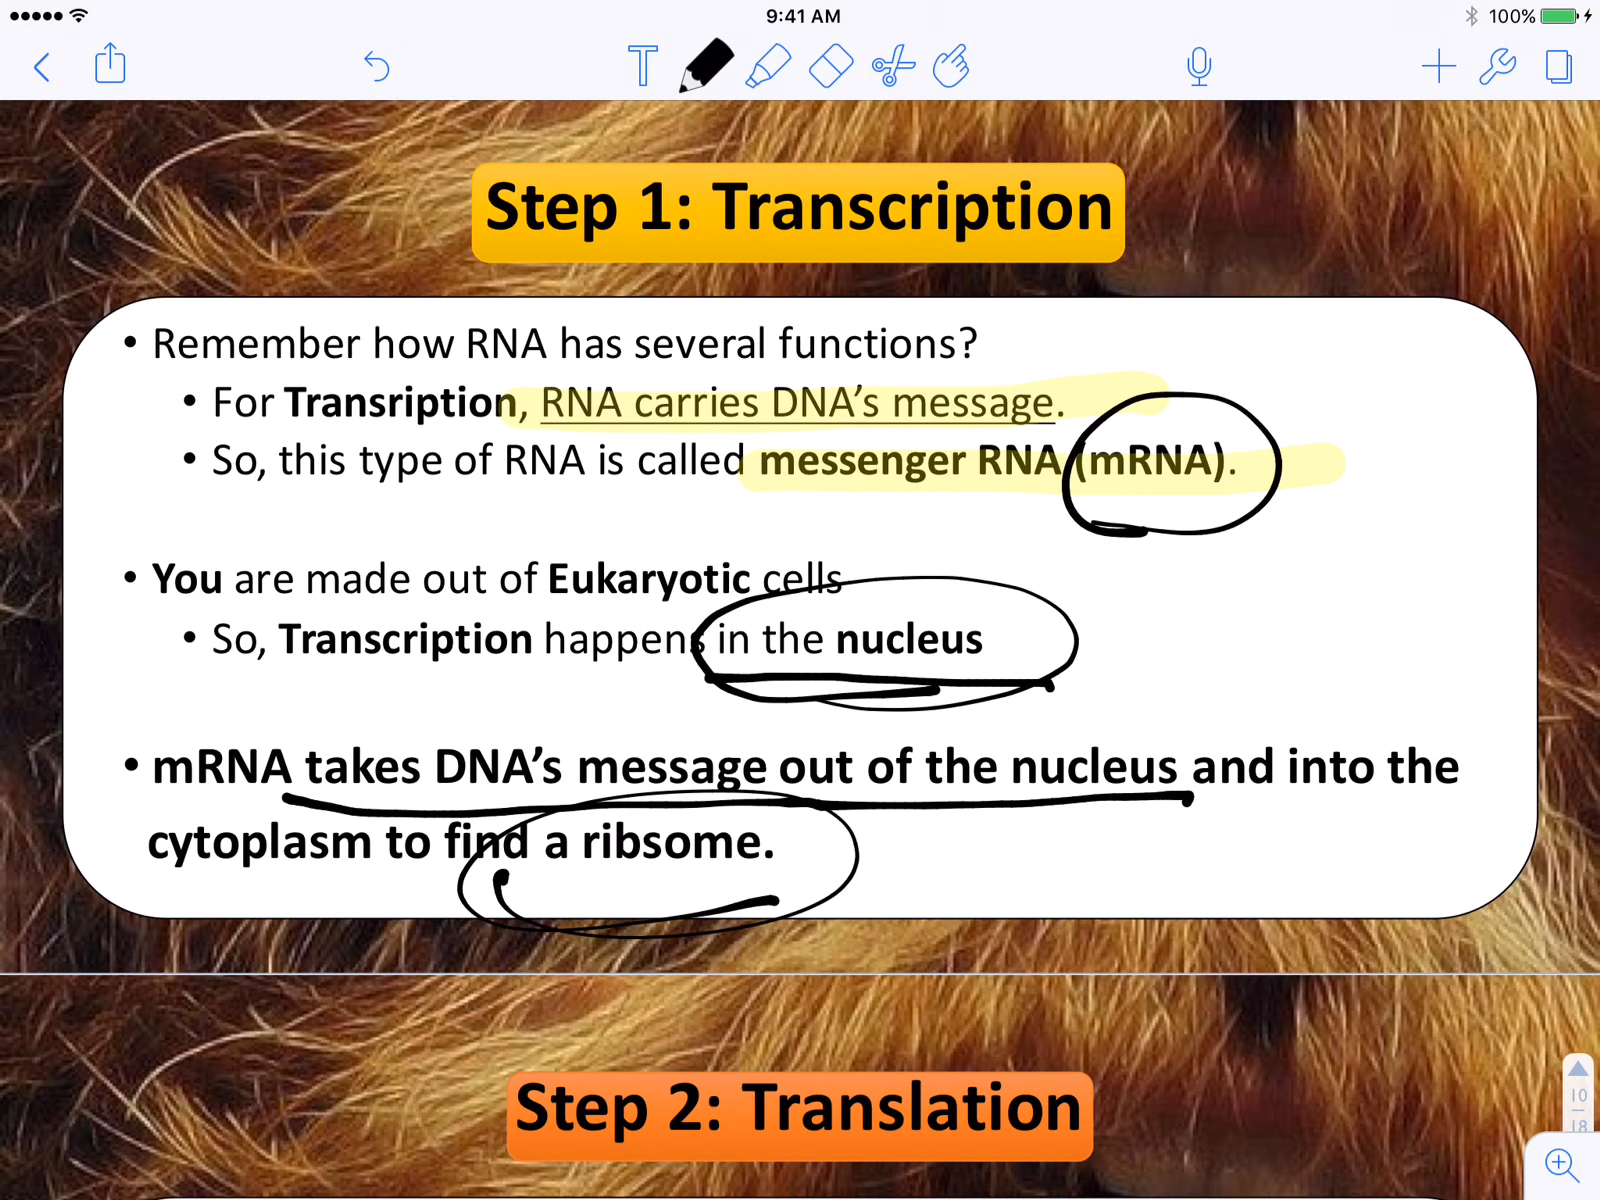 9:41 AM
100%
T
Step 1: Transcription
• Remember how RNA has several functions?
• For Transription, RNA carries DNA’s message.
• So, this type of RNA is called messenger RNA (mRNA).
• You are made out of Eukaryotic cells
• So, Transcription happens in the nucleus
• mRNA takes DNA’s message out of the nucleus and into the
cytoplasm to find a ribsome.
Step 2: Translation
10
18